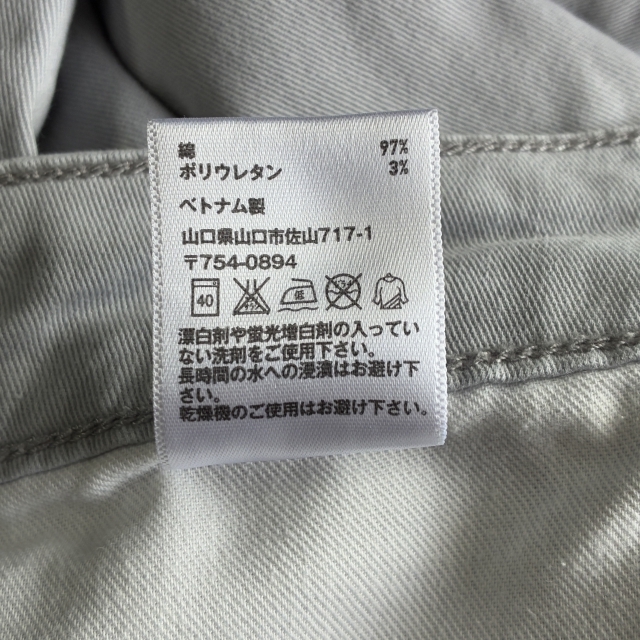 綿 97%
ポリウレタン 3%
ベトナム製
山口県山口市佐山717-1
〒754-0894
40 低
漂白剤や蛍光増白剤の入ってい
ない洗剤をご使用下さい。
長時間の水への浸漬はお避け下
さい。
乾燥機のご使用はお避け下さい。